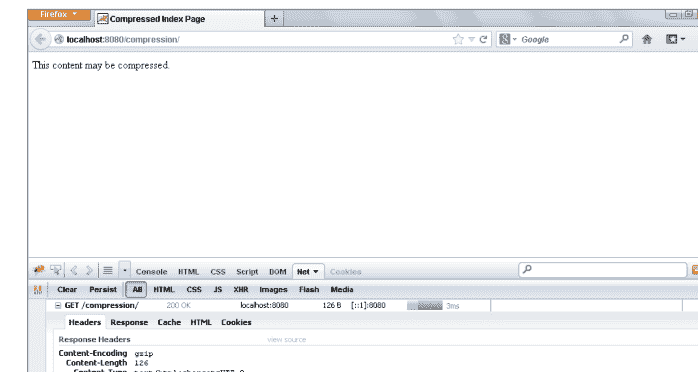 Firefox
Compressed Index Page
localhost:8080/compression/
Google
This content may be compressed.
Console HTML CSS Script DOM Net Cookies
Clear Persist All HTML CSS JS XHR Images Flash Media
GET /compression/ 200 OK localhost:8080 126 B [::1]:8080 3ms
Headers Response Cache HTML Cookies
Response Headers view source
Content-Encoding gzip
Content-Length 126